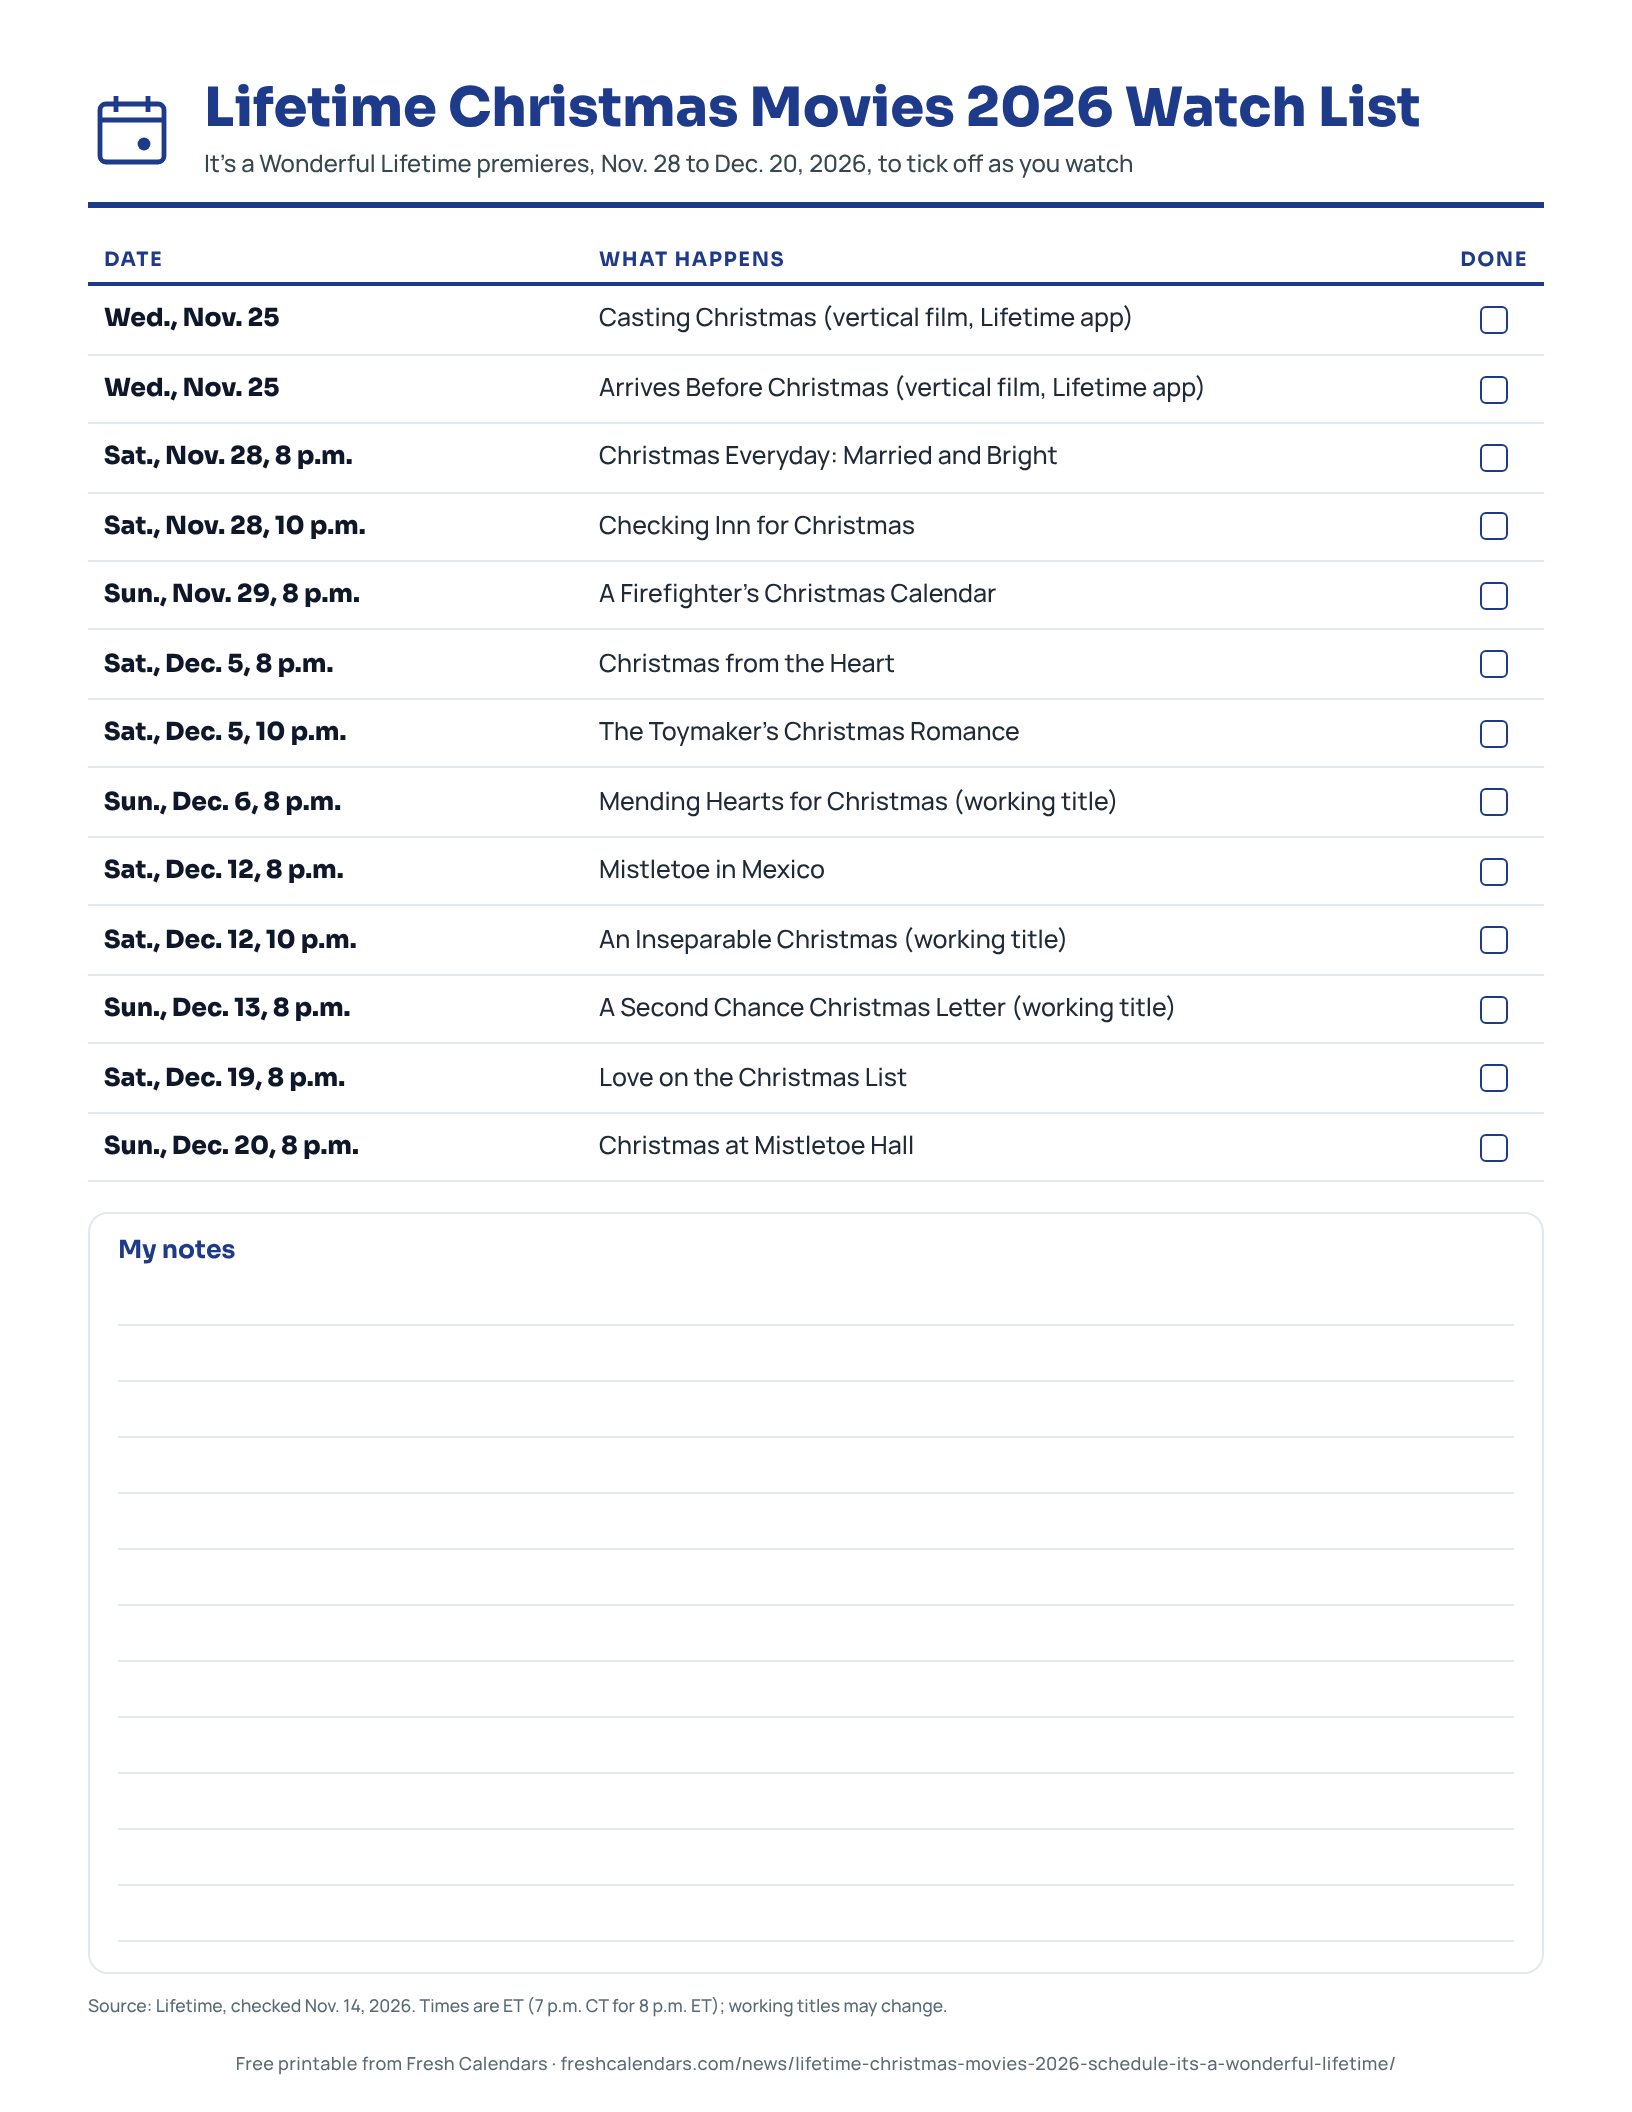 Lifetime Christmas Movies 2026 Watch List
It’s a Wonderful Lifetime premieres, Nov. 28 to Dec. 20, 2026, to tick off as you watch
DATE WHAT HAPPENS DONE
Wed., Nov. 25 Casting Christmas (vertical film, Lifetime app)
Wed., Nov. 25 Arrives Before Christmas (vertical film, Lifetime app)
Sat., Nov. 28, 8 p.m. Christmas Everyday: Married and Bright
Sat., Nov. 28, 10 p.m. Checking Inn for Christmas
Sun., Nov. 29, 8 p.m. A Firefighter’s Christmas Calendar
Sat., Dec. 5, 8 p.m. Christmas from the Heart
Sat., Dec. 5, 10 p.m. The Toymaker’s Christmas Romance
Sun., Dec. 6, 8 p.m. Mending Hearts for Christmas (working title)
Sat., Dec. 12, 8 p.m. Mistletoe in Mexico
Sat., Dec. 12, 10 p.m. An Inseparable Christmas (working title)
Sun., Dec. 13, 8 p.m. A Second Chance Christmas Letter (working title)
Sat., Dec. 19, 8 p.m. Love on the Christmas List
Sun., Dec. 20, 8 p.m. Christmas at Mistletoe Hall
My notes
Source: Lifetime, checked Nov. 14, 2026. Times are ET (7 p.m. CT for 8 p.m. ET); working titles may change.
Free printable from Fresh Calendars · freshcalendars.com/news/lifetime-christmas-movies-2026-schedule-its-a-wonderful-lifetime/